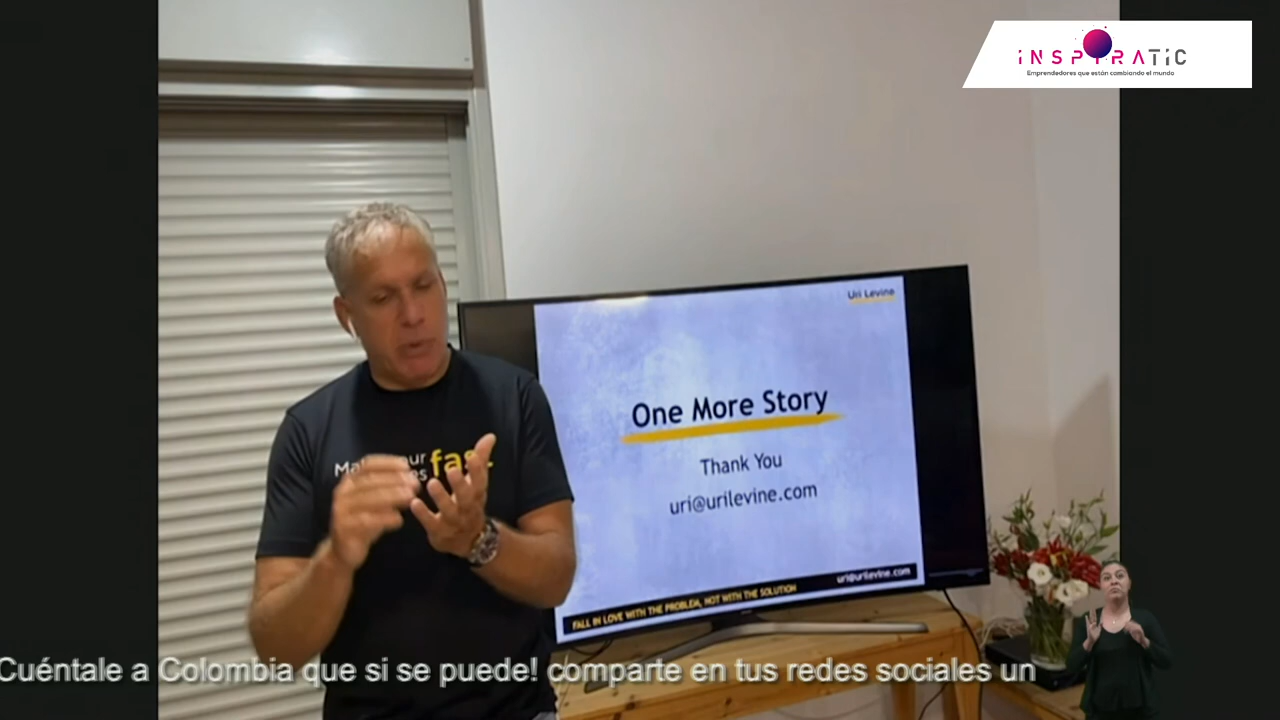 iNSPIRATIC
Emprendedores que están cambiando el mundo
Uri Levine
One More Story
Thank You
uri@urilevine.com
uri@urilevine.com
FALL IN LOVE WITH THE PROBLEM, NOT WITH THE SOLUTION
fast
Cuéntale a Colombia que si se puede! comparte en tus redes sociales un